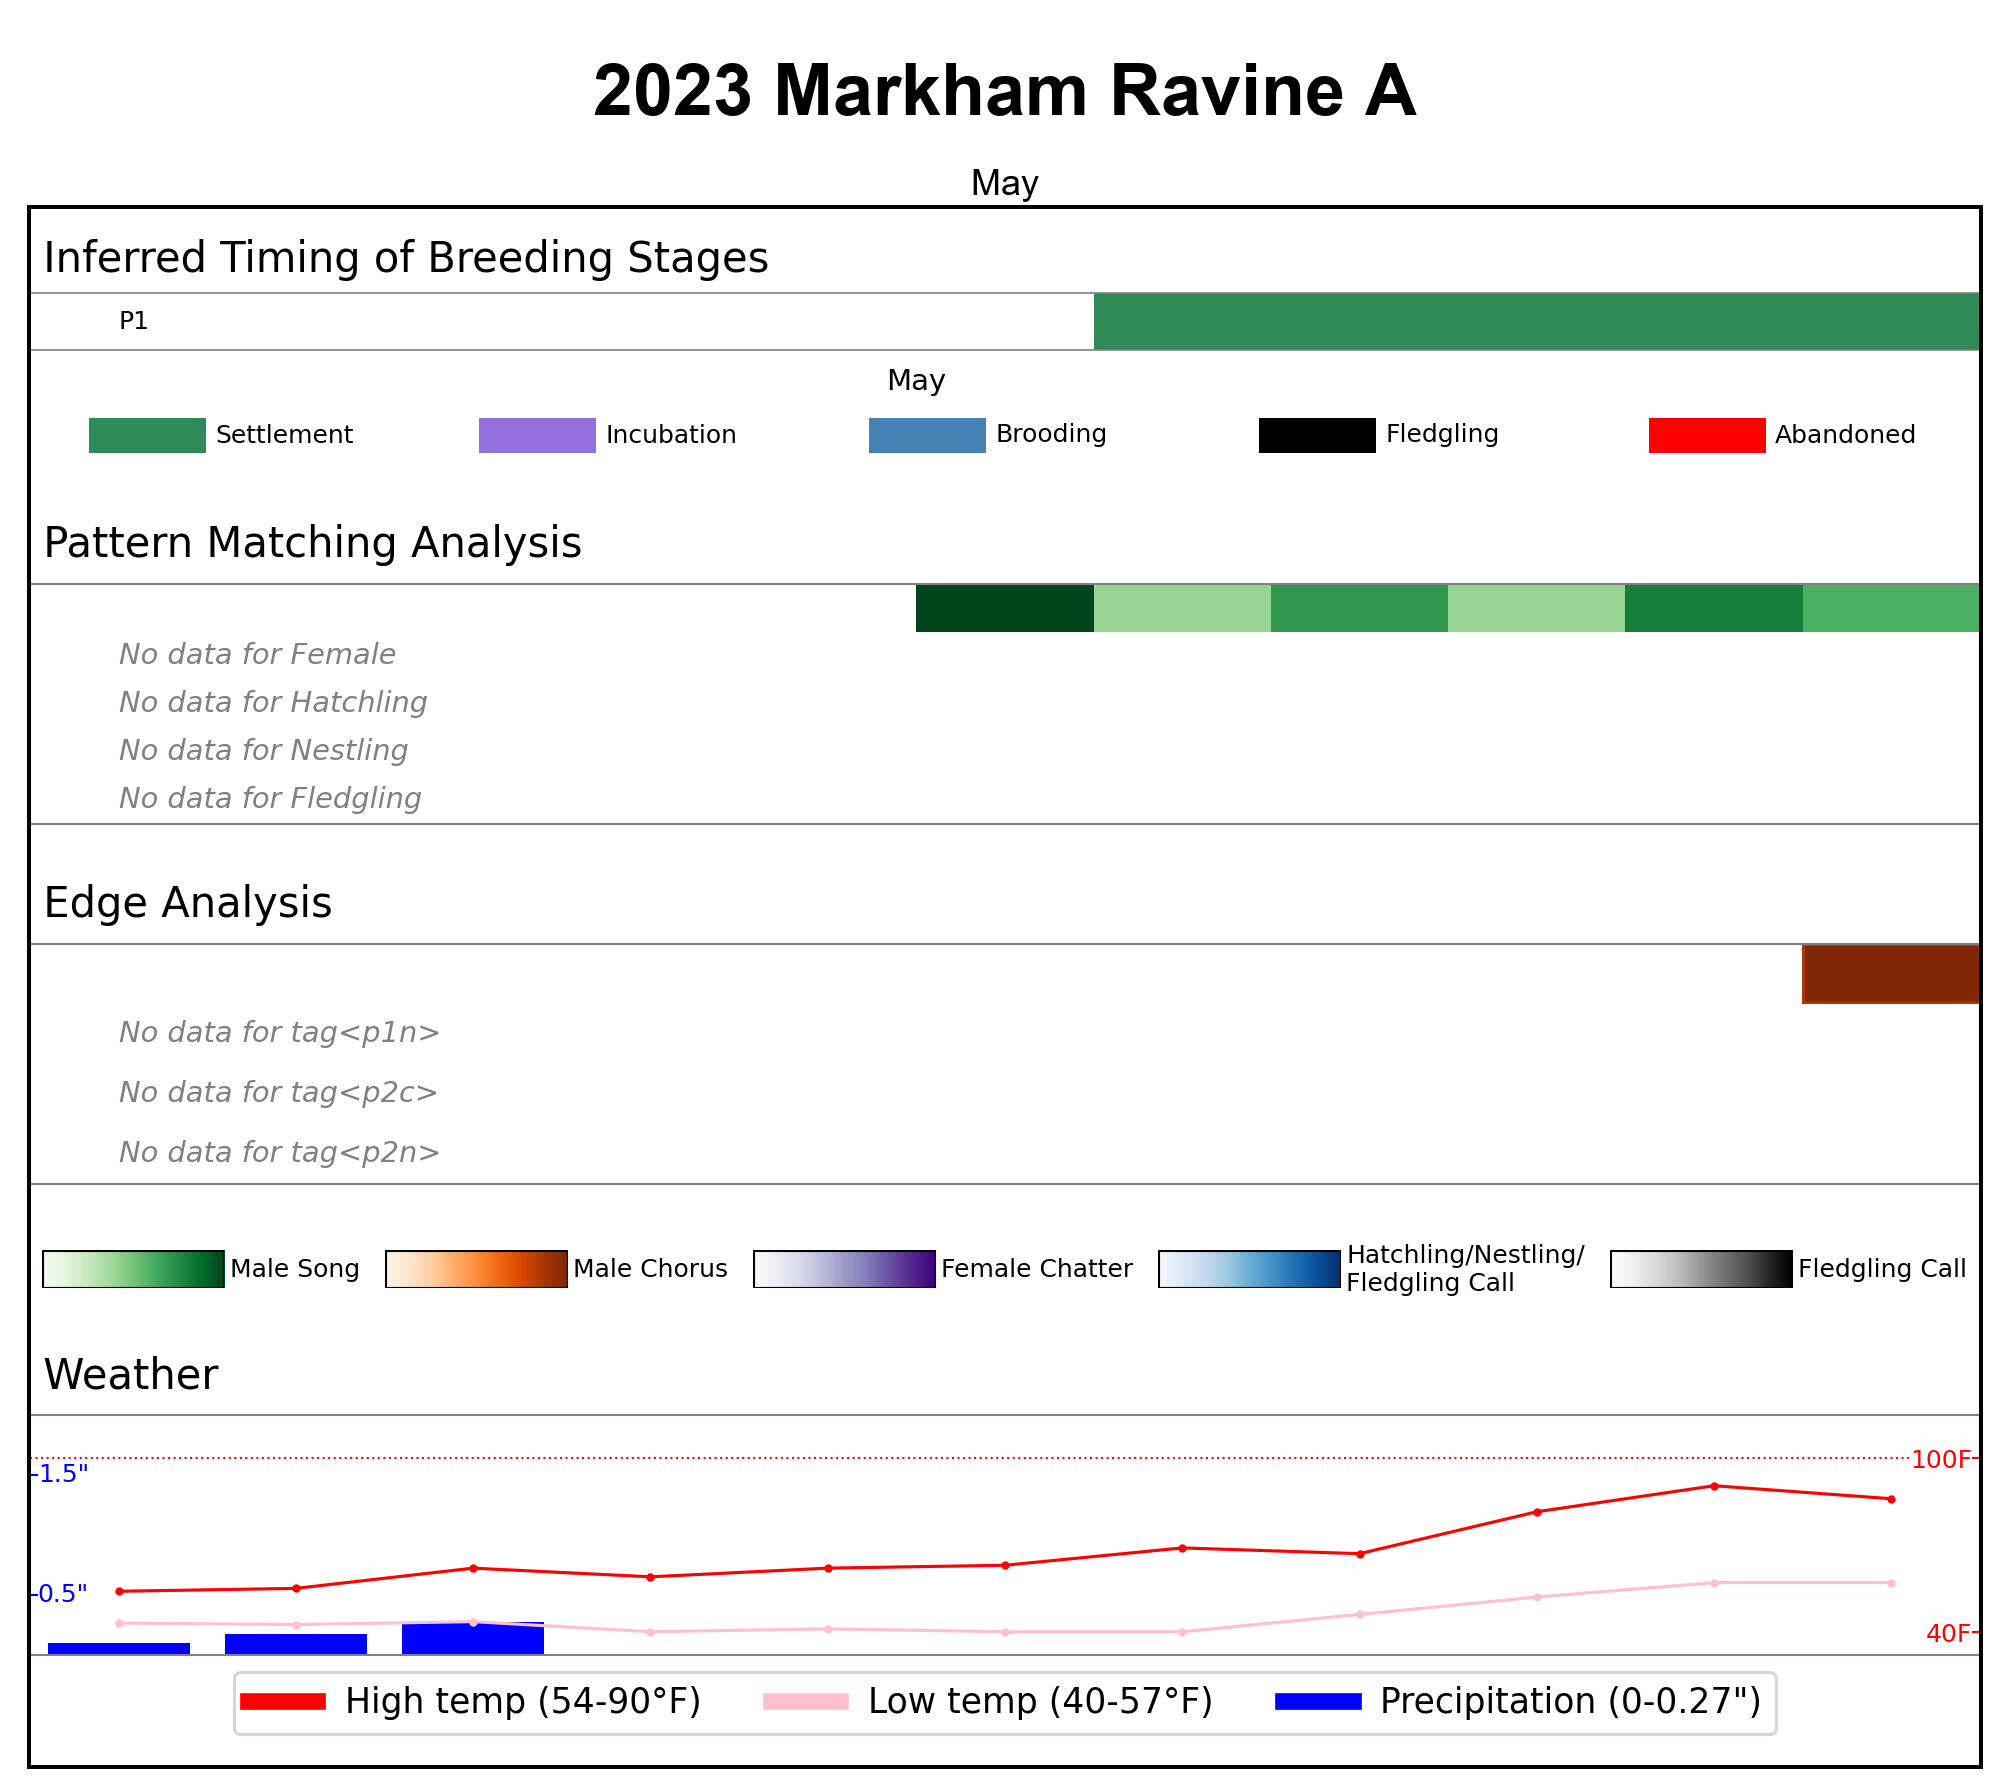 2023 Markham Ravine A
May
Inferred Timing of Breeding Stages
P1
May
Settlement
Incubation
Brooding
Fledgling
Abandoned
Pattern Matching Analysis
No data for Female
No data for Hatchling
No data for Nestling
No data for Fledgling
Edge Analysis
No data for tag<p1n>
No data for tag<p2c>
No data for tag<p2n>
Male Song
Male Chorus
Female Chatter
Hatchling/Nestling/
Fledgling Call
Fledgling Call
Weather
1.5"
100F
0.5"
40F
High temp (54-90°F)
Low temp (40-57°F)
Precipitation (0-0.27")